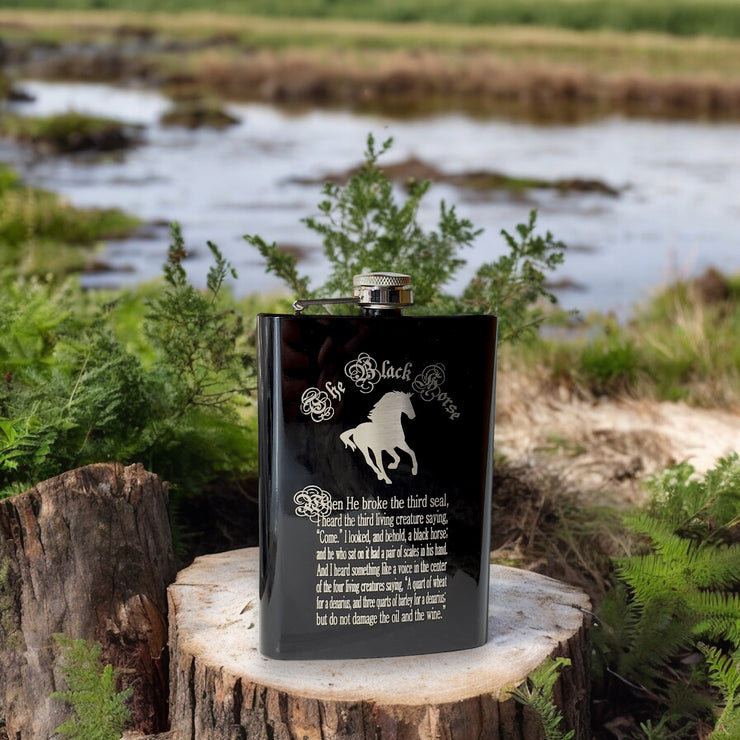 The Black Horse
When He broke the third seal,
I heard the third living creature saying,
"Come." I looked, and behold, a black horse;
and he who sat on it had a pair of scales in his hand.
And I heard something like a voice in the center
of the four living creatures saying, "A quart of wheat
for a denarius, and three quarts of barley for a denarius;
but do not damage the oil and the wine."